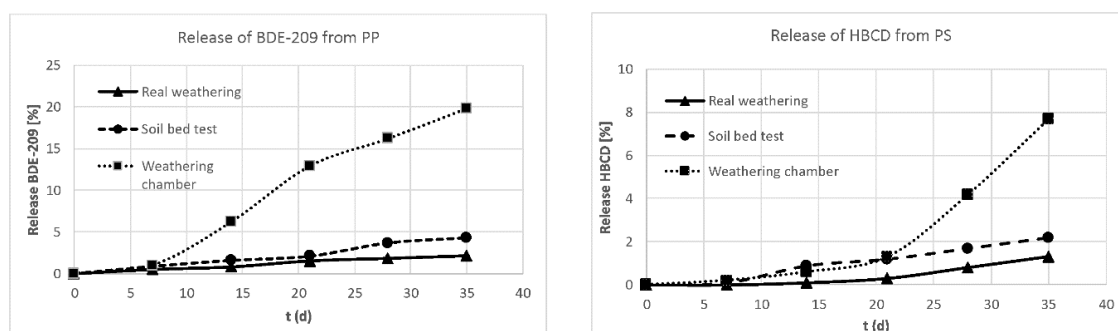 Release of BDE-209 from PP
Release BDE-209 [%]
25
20
15
10
5
0
Real weathering
Soil bed test
Weathering
chamber
0 5 10 15 20 25 30 35 40
t (d)
Release of HBCD from PS
Release HBCD [%]
10
8
6
4
2
0
Real weathering
Soil bed test
Weathering chamber
0 5 10 15 20 25 30 35 40
t (d)